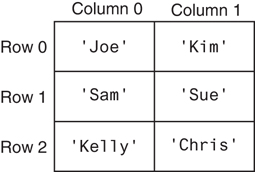 Column 0 Column 1
Row 0 'Joe' 'Kim'
Row 1 'Sam' 'Sue'
Row 2 'Kelly' 'Chris'